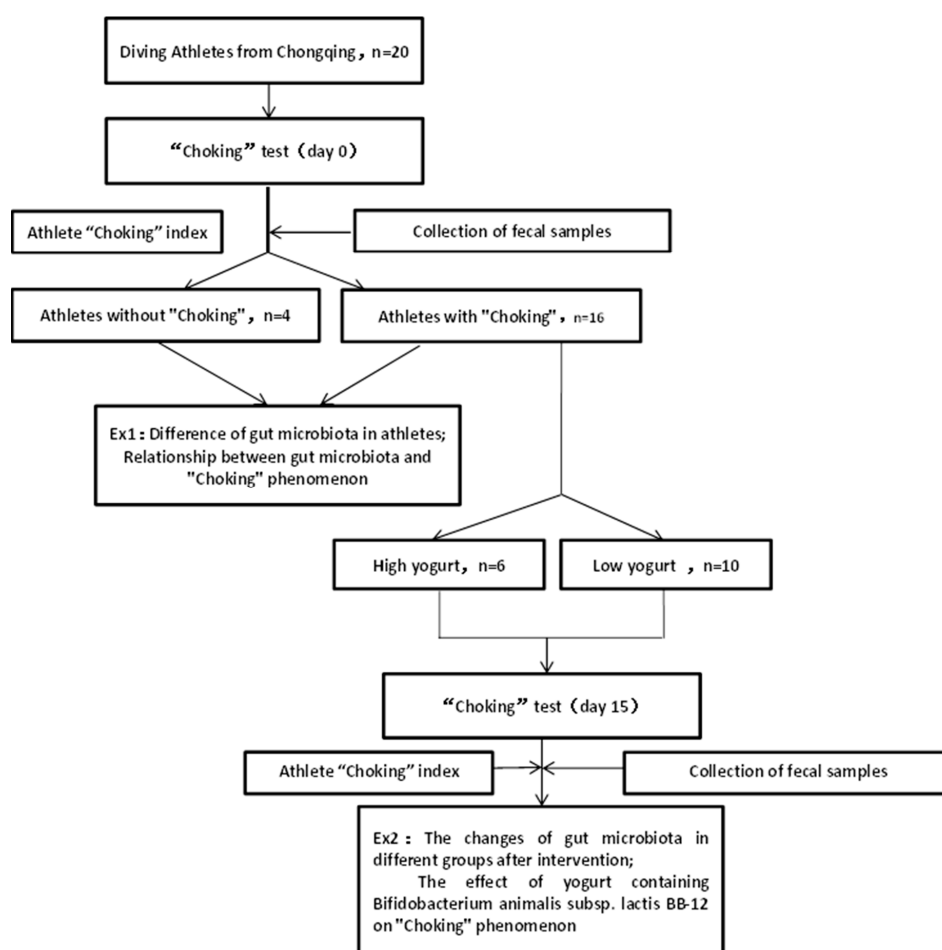 Diving Athletes from Chongqing，n=20
“Choking” test（day 0）
Athlete “Choking” index
Collection of fecal samples
Athletes without "Choking"，n=4
Athletes with "Choking"，n=16
Ex1：Difference of gut microbiota in athletes;
Relationship between gut microbiota and
"Choking" phenomenon
High yogurt，n=6
Low yogurt ，n=10
“Choking” test（day 15）
Athlete “Choking” index
Collection of fecal samples
Ex2：The changes of gut microbiota in
different groups after intervention;
The effect of yogurt containing
Bifidobacterium animalis subsp. lactis BB-12
on "Choking" phenomenon